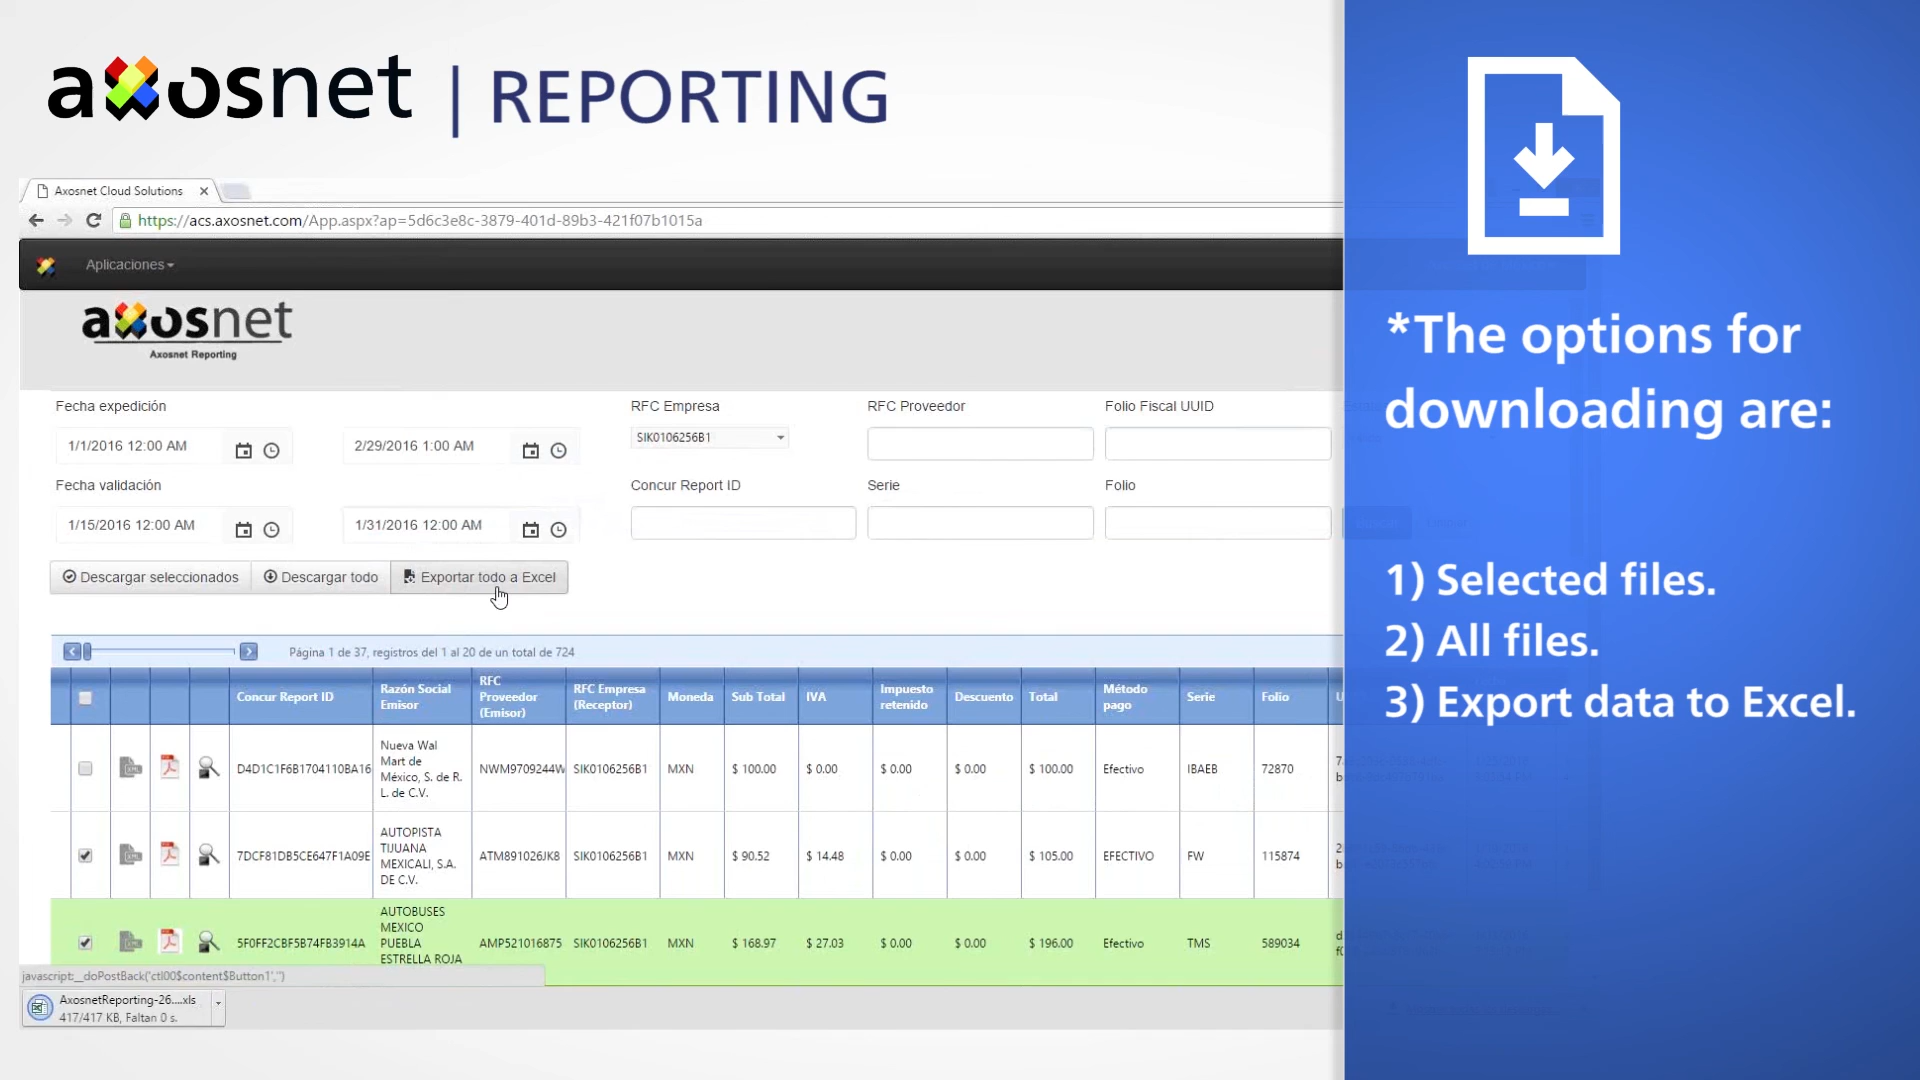 axosnet | REPORTING
Axosnet Cloud Solutions
https://acs.axosnet.com/App.aspx?ap=5d6c3e8c-3879-401d-89b3-421f07b1015a
Aplicaciones
axosnet
Axosnet Reporting
Fecha expedición
RFC Empresa
RFC Proveedor
Folio Fiscal UUID
1/1/2016 12:00 AM
2/29/2016 1:00 AM
SIK0106256B1
Fecha validación
Concur Report ID
Serie
Folio
1/15/2016 12:00 AM
1/31/2016 12:00 AM
Descargar seleccionados
Descargar todo
Exportar todo a Excel
Página 1 de 37, registros del 1 al 20 de un total de 724
Concur Report ID
Razón Social
Emisor
RFC
Proveedor
(Emisor)
RFC Empresa
(Receptor)
Moneda
Sub Total
IVA
Impuesto
retenido
Descuento
Total
Método
pago
Serie
Folio
D4D1C1F6B1704110BA16
Nueva Wal
Mart de
México, S. de R.
L. de C.V.
NWM9709244W
SIK0106256B1
MXN
$ 100.00
$ 0.00
$ 0.00
$ 0.00
$ 100.00
Efectivo
IBAEB
72870
7DCF81DB5CE647F1A09E
AUTOPISTA
TIJUANA
MEXICALI, S.A.
DE C.V.
ATM891026JK8
SIK0106256B1
MXN
$ 90.52
$ 14.48
$ 0.00
$ 0.00
$ 105.00
EFECTIVO
FW
115874
5F0FF2CBF5B74FB3914A
AUTOBUSES
MEXICO
PUEBLA
ESTRELLA ROJA
AMP521016875
SIK0106256B1
MXN
$ 168.97
$ 27.03
$ 0.00
$ 0.00
$ 196.00
Efectivo
TMS
589034
javascript:__doPostBack('ctl00$content$Button1','')
AxosnetReporting-26....xls
417/417 KB, Faltan 0 s.
*The options for
downloading are:
1) Selected files.
2) All files.
3) Export data to Excel.